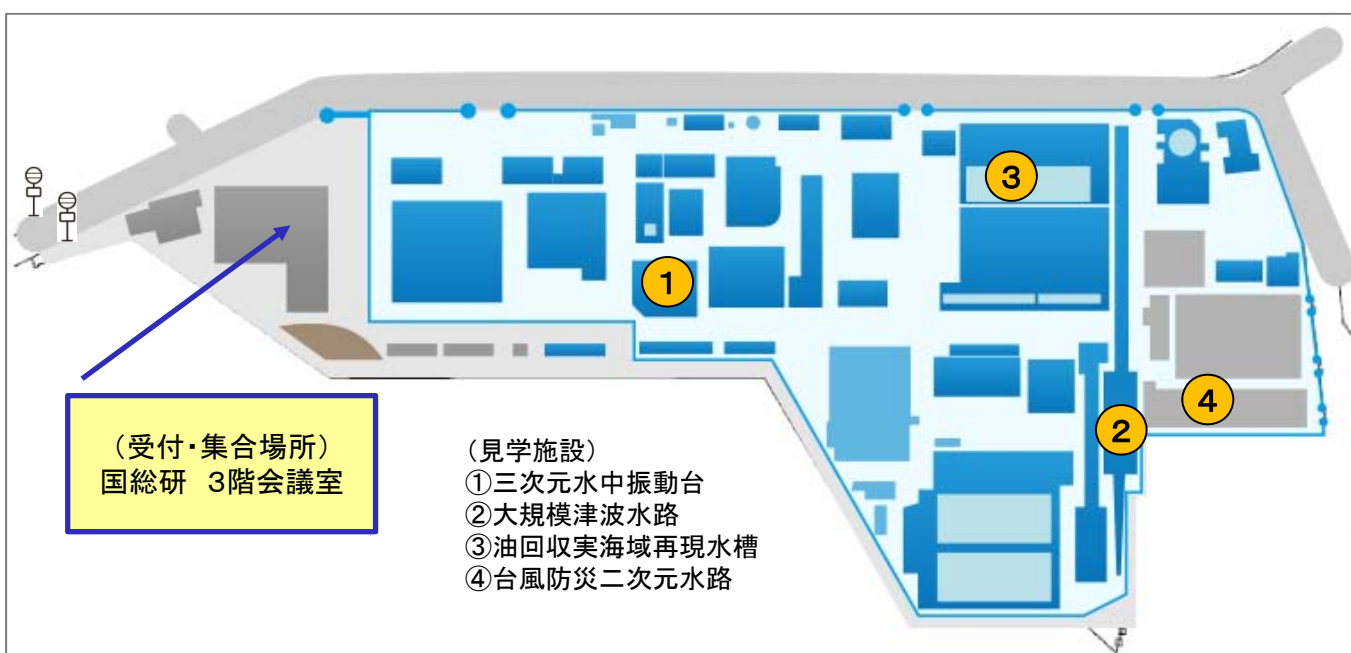 ③
①
④
②
（受付・集合場所）
国総研　3階会議室
（見学施設）
①三次元水中振動台
②大規模津波水路
③油回収実海域再現水槽
④台風防災二次元水路